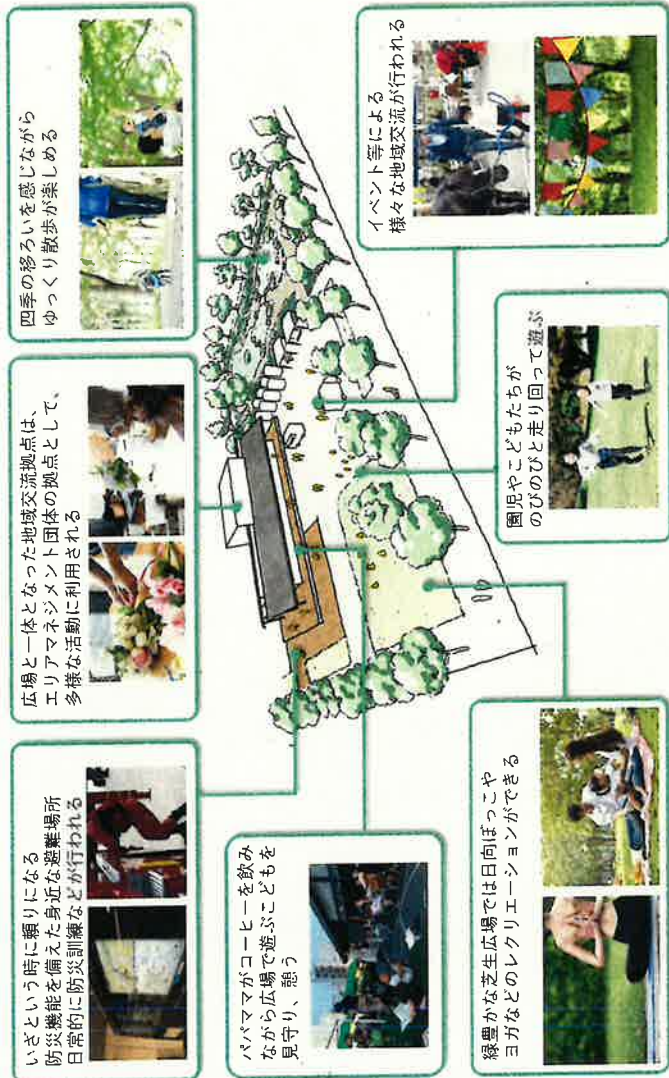 いざという時に頼りになる
防災機能を備えた身近な避難場所
日常的に防災訓練などが行われる
広場と一体となった地域交流拠点は、
エリアマネジメント団体の拠点として、
多様な活動に利用される
四季の移ろいを感じながら
ゆっくり散歩が楽しめる
パパママがコーヒーを飲み
ながら広場で遊ぶこどもを
見守り、憩う
緑豊かな芝生広場では日向ぼっこや
ヨガなどのレクリエーションができる
園児やこどもたちが
のびのびと走り回って遊ぶ
イベント等による
様々な地域交流が行われる